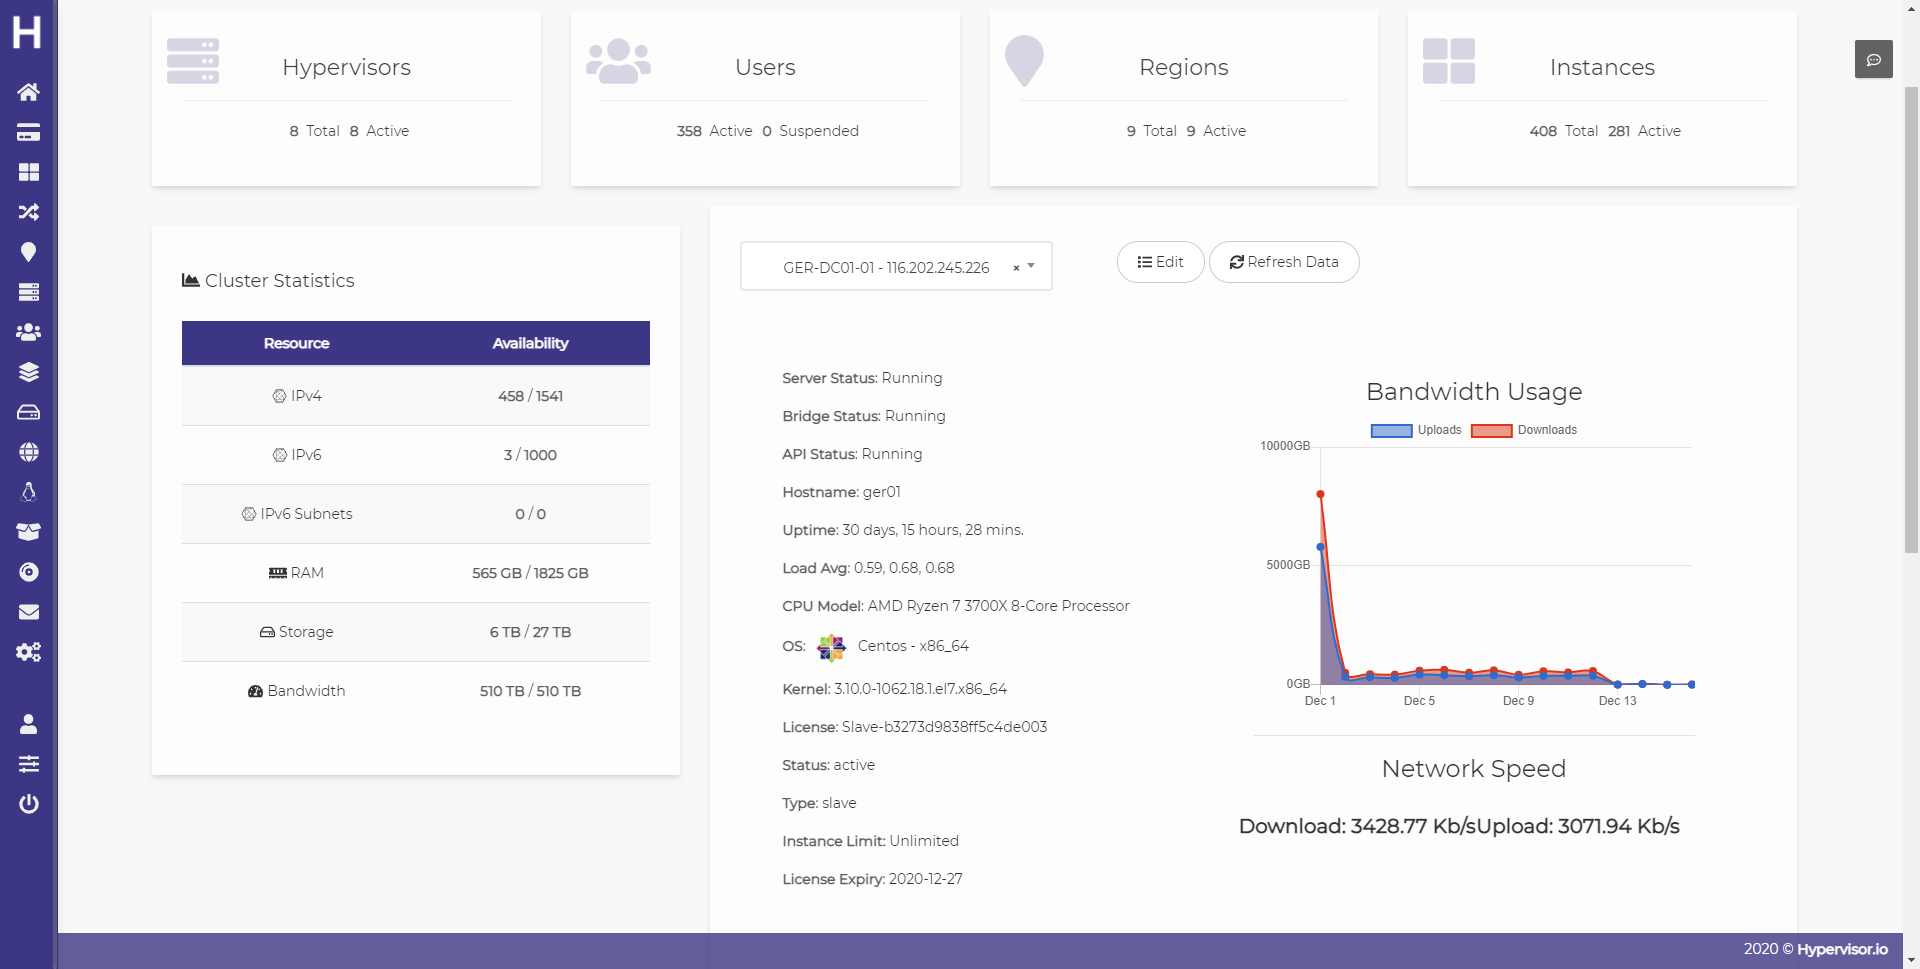 H
Hypervisors
8 Total 8 Active
Users
358 Active 0 Suspended
Regions
9 Total 9 Active
Instances
408 Total 281 Active
Cluster Statistics
Resource Availability
IPv4 458 / 1541
IPv6 3 / 1000
IPv6 Subnets 0 / 0
RAM 565 GB / 1825 GB
Storage 6 TB / 27 TB
Bandwidth 510 TB / 510 TB
GER-DC01-01 - 116.202.245.226 ×
Edit
Refresh Data
Server Status: Running
Bridge Status: Running
API Status: Running
Hostname: ger01
Uptime: 30 days, 15 hours, 28 mins.
Load Avg: 0.59, 0.68, 0.68
CPU Model: AMD Ryzen 7 3700X 8-Core Processor
OS: Centos - x86_64
Kernel: 3.10.0-1062.18.1.el7.x86_64
License: Slave-b3273d9838ff5c4de003
Status: active
Type: slave
Instance Limit: Unlimited
License Expiry: 2020-12-27
Bandwidth Usage
Uploads Downloads
10000GB
5000GB
0GB
Dec 1 Dec 5 Dec 9 Dec 13
Network Speed
Download: 3428.77 Kb/sUpload: 3071.94 Kb/s
2020 © Hypervisor.io